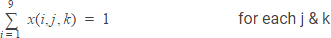 9
∑ x(i,j,k) = 1 for each j & k
i = 1